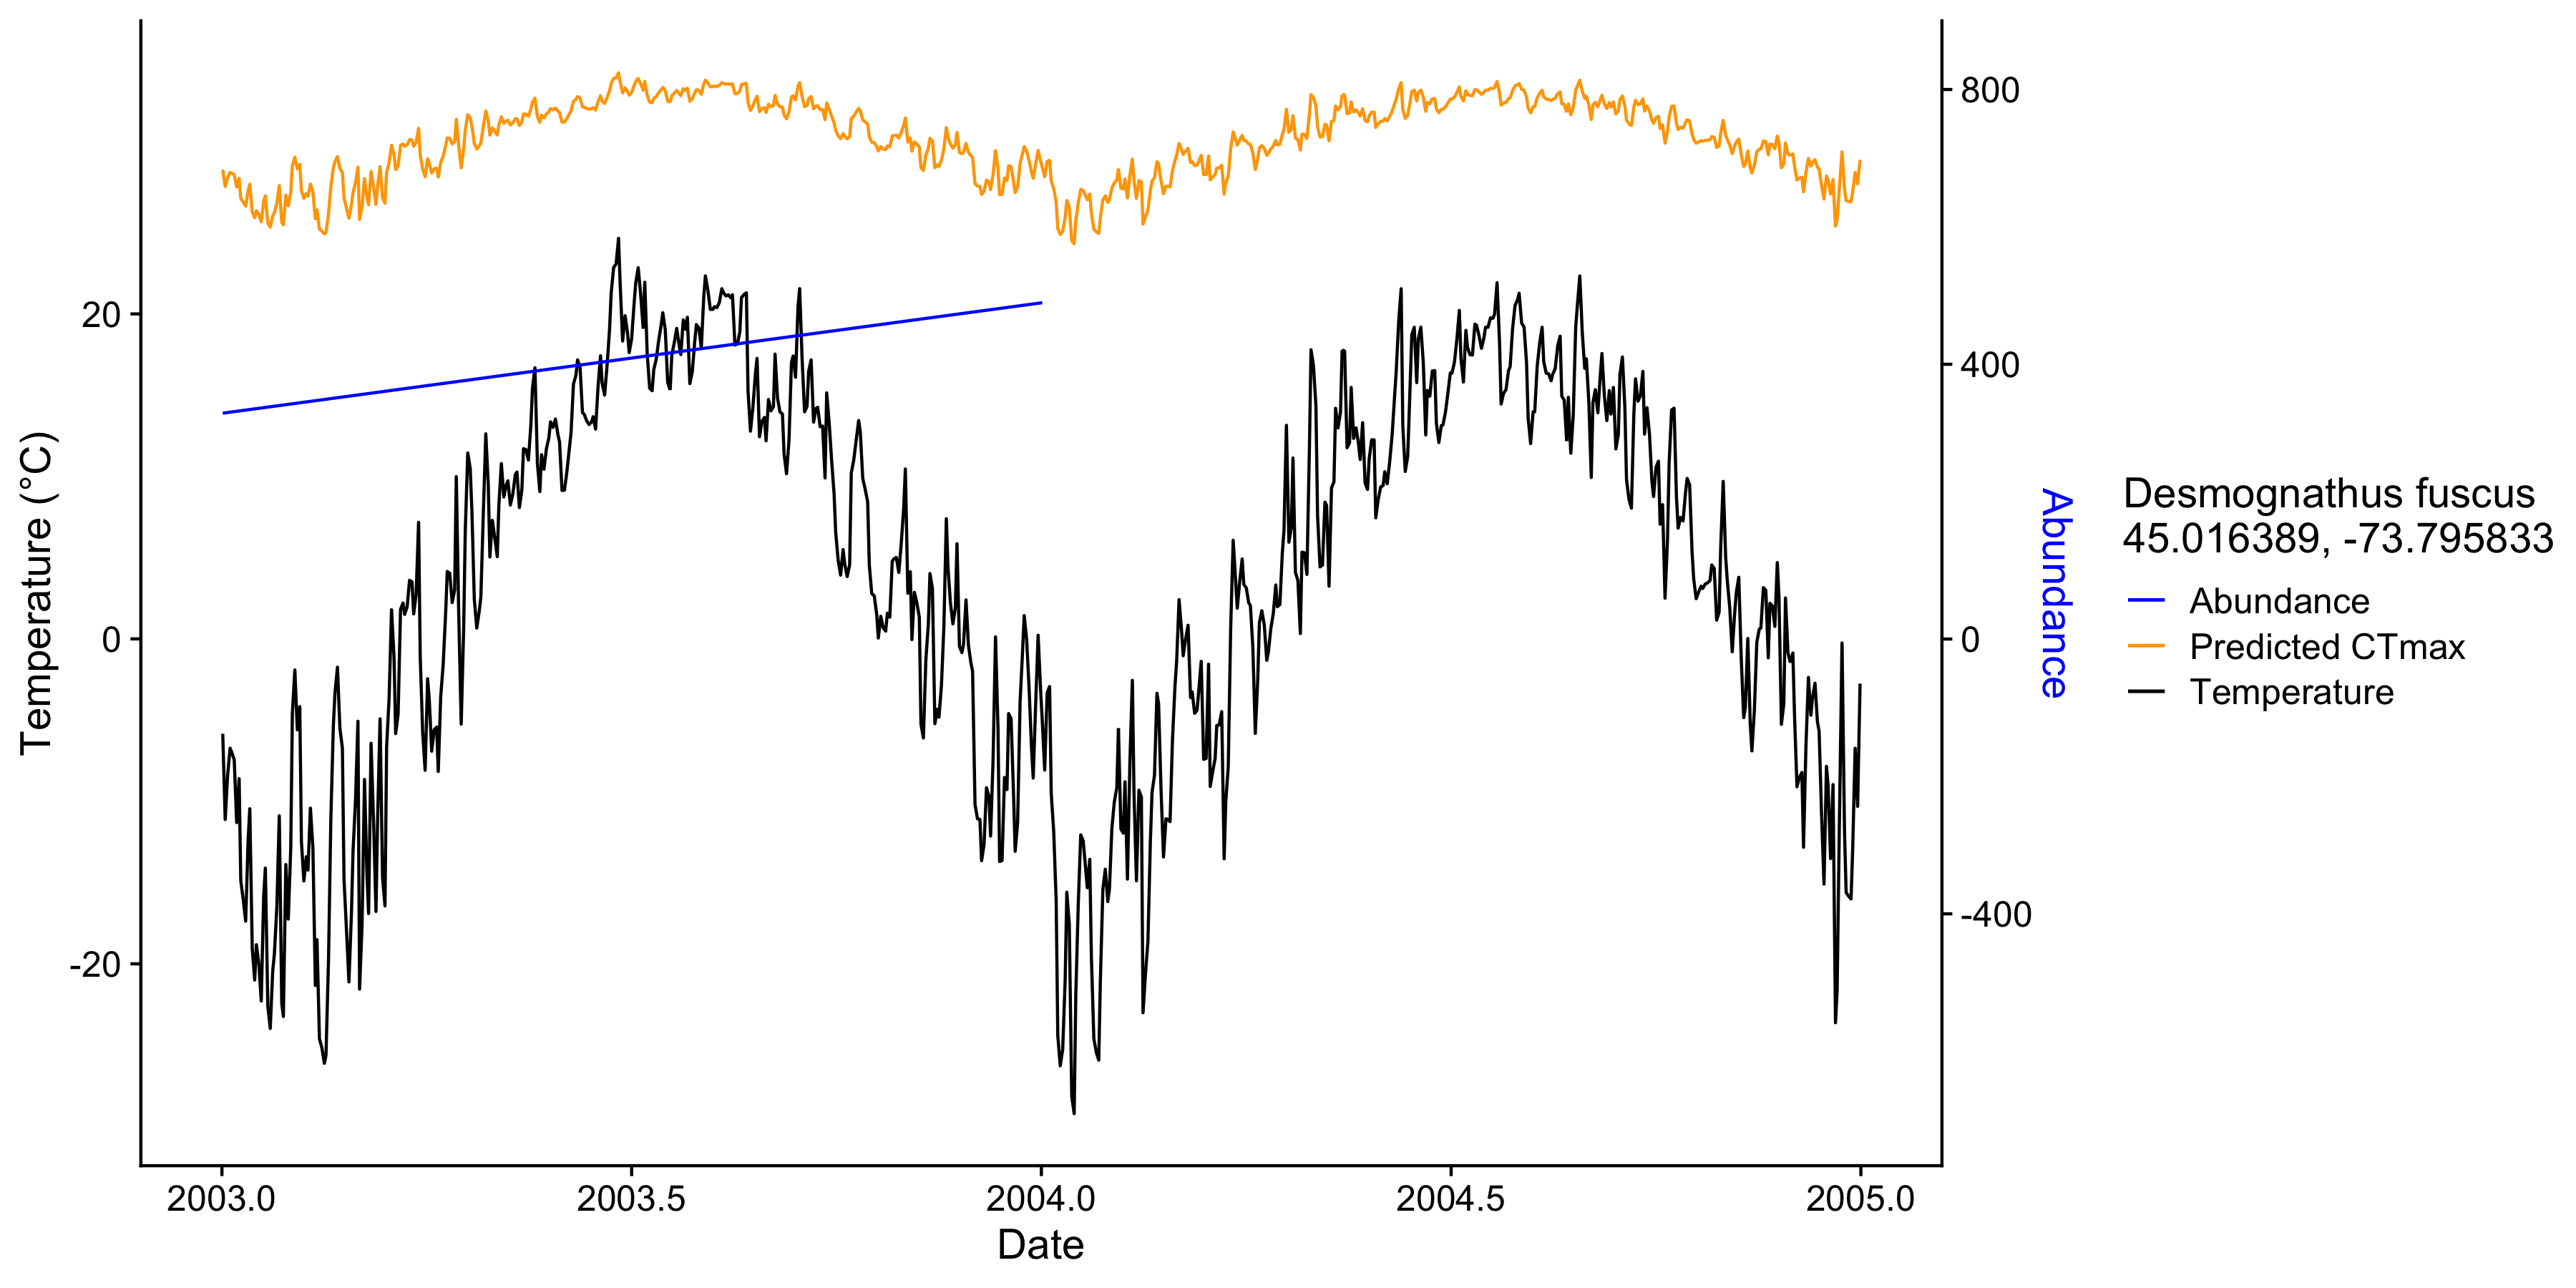 Temperature (°C)
20
0
-20
2003.0
2003.5
2004.0
2004.5
2005.0
Date
800
400
0
-400
Abundance
Desmognathus fuscus
45.016389, -73.795833
Abundance
Predicted CTmax
Temperature